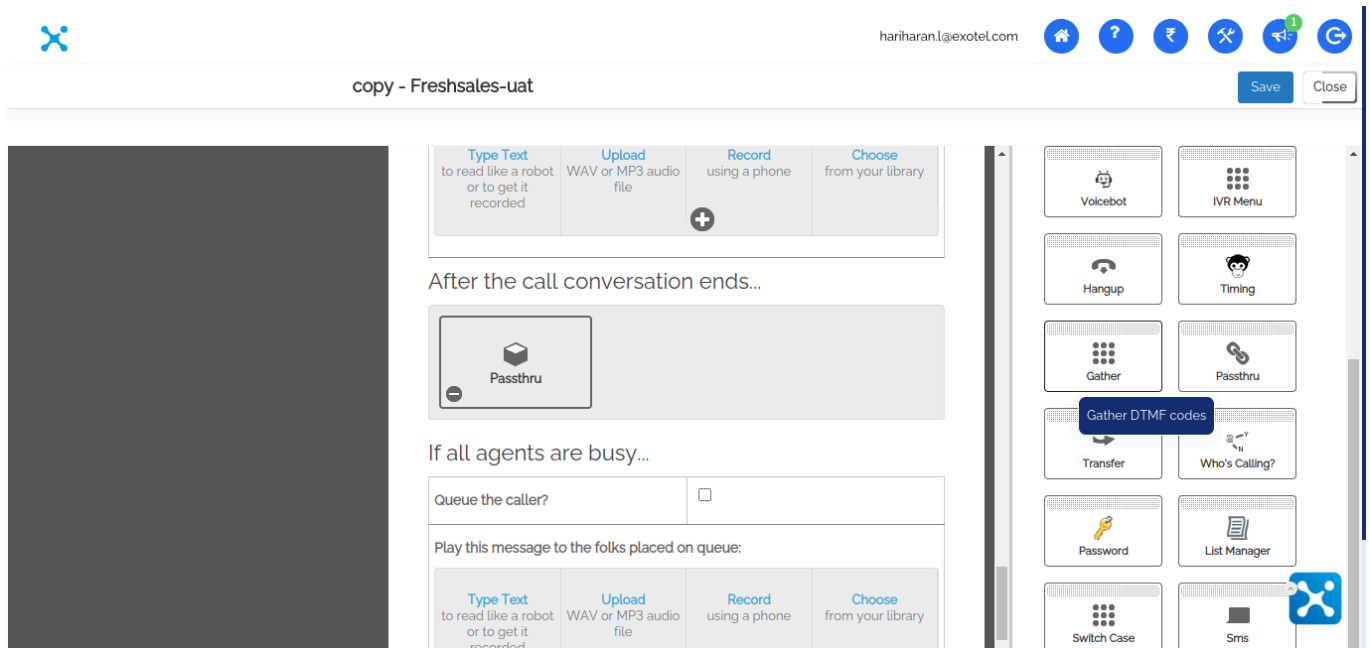 hariharan.l@exotel.com
?
₹
1
copy - Freshsales-uat
Save
Close
Type Text
to read like a robot
or to get it
recorded
Upload
WAV or MP3 audio
file
Record
using a phone
Choose
from your library
After the call conversation ends...
Passthru
If all agents are busy...
Queue the caller?
Play this message to the folks placed on queue:
Type Text
to read like a robot
or to get it
recorded
Upload
WAV or MP3 audio
file
Record
using a phone
Choose
from your library
Voicebot
IVR Menu
Hangup
Timing
Gather
Passthru
Gather DTMF codes
Transfer
Y
N
Who's Calling?
Password
List Manager
Switch Case
Sms